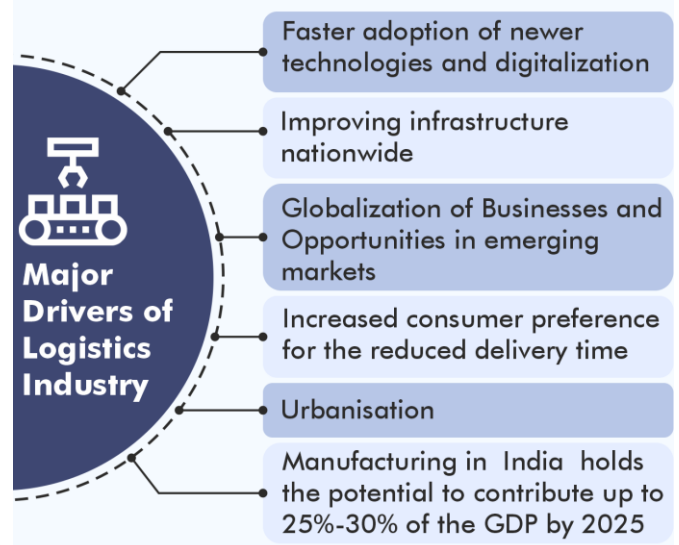 Major
Drivers of
Logistics
Industry
Faster adoption of newer
technologies and digitalization
Improving infrastructure
nationwide
Globalization of Businesses and
Opportunities in emerging
markets
Increased consumer preference
for the reduced delivery time
Urbanisation
Manufacturing in India holds
the potential to contribute up to
25%-30% of the GDP by 2025